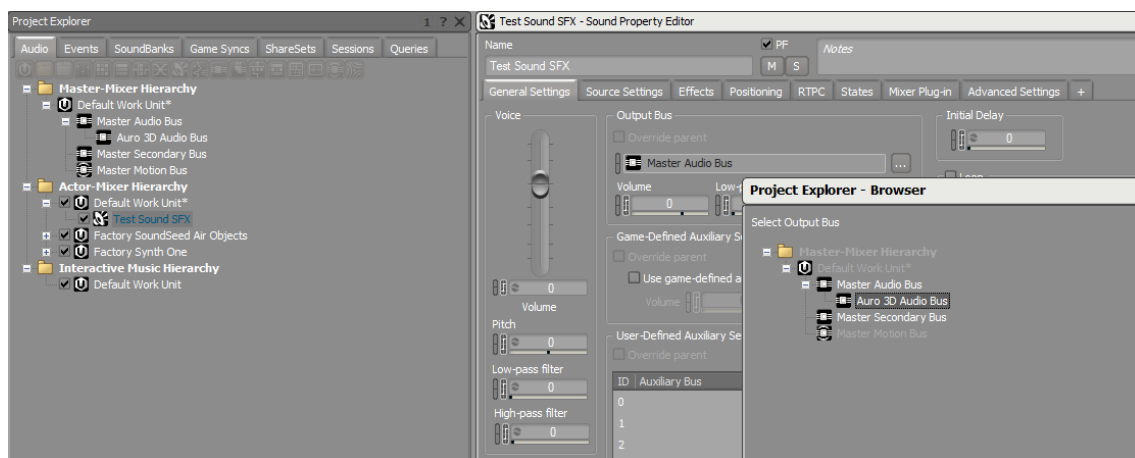 Project Explorer
1 ? X
Audio Events SoundBanks Game Syncs ShareSets Sessions Queries
Master-Mixer Hierarchy
Default Work Unit*
Master Audio Bus
Auro 3D Audio Bus
Master Secondary Bus
Master Motion Bus
Actor-Mixer Hierarchy
Default Work Unit*
Test Sound SFX
Factory SoundSeed Air Objects
Factory Synth One
Interactive Music Hierarchy
Default Work Unit
Test Sound SFX - Sound Property Editor
Name
PF
Notes
Test Sound SFX
M S
General Settings Source Settings Effects Positioning RTPC States Mixer Plug-in Advanced Settings +
Voice
0
Volume
Pitch
0
Low-pass filter
0
High-pass filter
0
Output Bus
Override parent
Master Audio Bus
...
Volume
0
Game-Defined Auxiliary
Override parent
Use game-defined
Volume
User-Defined Auxiliary
Override parent
ID Auxiliary Bus
0
1
2
Initial Delay
0
Project Explorer - Browser
Select Output Bus
Master-Mixer Hierarchy
Default Work Unit*
Master Audio Bus
Auro 3D Audio Bus
Master Secondary Bus
Master Motion Bus